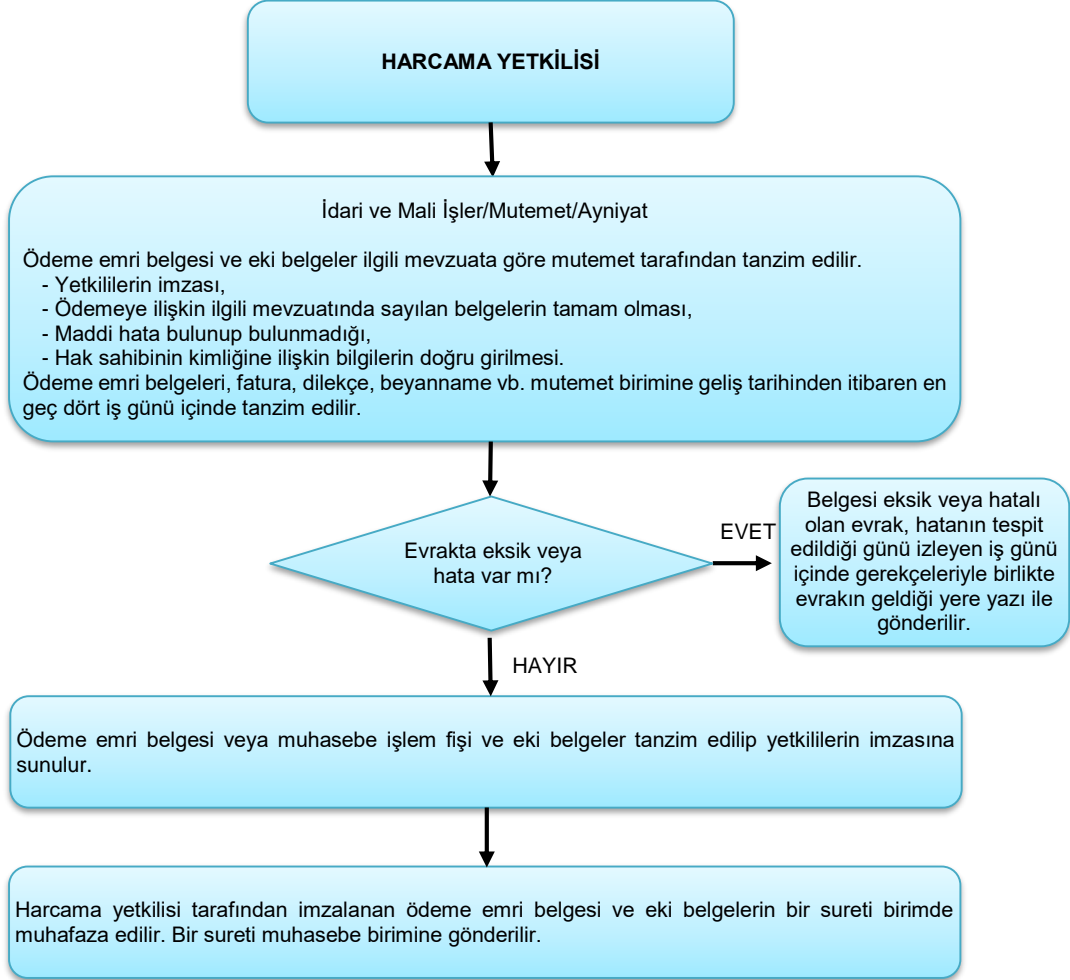 HARCAMA YETKİLİSİ
İdari ve Mali İşler/Mutemet/Ayniyat
Ödeme emri belgesi ve eki belgeler ilgili mevzuata göre mutemet tarafından tanzim edilir.
- Yetkililerin imzası,
- Ödemeye ilişkin ilgili mevzuatında sayılan belgelerin tamam olması,
- Maddi hata bulunup bulunmadığı,
- Hak sahibinin kimliğine ilişkin bilgilerin doğru girilmesi.
Ödeme emri belgeleri, fatura, dilekçe, beyanname vb. mutemet birimine geliş tarihinden itibaren en
geç dört iş günü içinde tanzim edilir.
Evrakta eksik veya
hata var mı?
EVET
Belgesi eksik veya hatalı
olan evrak, hatanın tespit
edildiği günü izleyen iş günü
içinde gerekçeleriyle birlikte
evrakın geldiği yere yazı ile
gönderilir.
HAYIR
Ödeme emri belgesi veya muhasebe işlem fişi ve eki belgeler tanzim edilip yetkililerin imzasına
sunulur.
Harcama yetkilisi tarafından imzalanan ödeme emri belgesi ve eki belgelerin bir sureti birimde
muhafaza edilir. Bir sureti muhasebe birimine gönderilir.